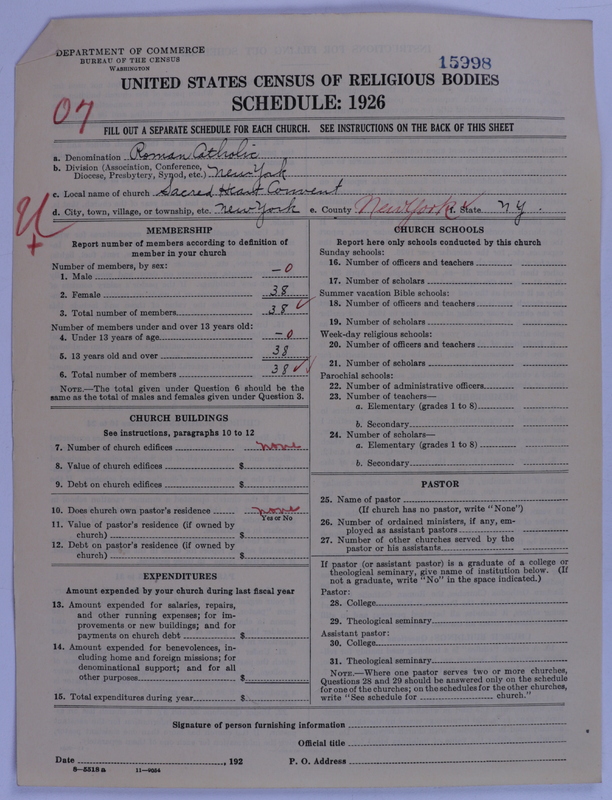 DEPARTMENT OF COMMERCE
BUREAU OF THE CENSUS
WASHINGTON
15998
UNITED STATES CENSUS OF RELIGIOUS BODIES
SCHEDULE: 1926
07
FILL OUT A SEPARATE SCHEDULE FOR EACH CHURCH. SEE INSTRUCTIONS ON THE BACK OF THIS SHEET
a. Denomination Roman Catholic
b. Division (Association, Conference, Diocese, Presbytery, Synod, etc.) New York
c. Local name of church Sacred Heart Convent
d. City, town, village, or township, etc. New York e. County New York f. State N Y.
MEMBERSHIP
Report number of members according to definition of
member in your church
Number of members, by sex:
1. Male - 0
2. Female 38
3. Total number of members 38 ✓
Number of members under and over 13 years old:
4. Under 13 years of age - 0
5. 13 years old and over 38
6. Total number of members 38 ✓
NOTE.—The total given under Question 6 should be the
same as the total of males and females given under Question 3.
CHURCH BUILDINGS
See instructions, paragraphs 10 to 12
7. Number of church edifices none
8. Value of church edifices $
9. Debt on church edifices $
10. Does church own pastor's residence none
Yes or No
11. Value of pastor's residence (if owned by
church) $
12. Debt on pastor's residence (if owned by
church) $
EXPENDITURES
Amount expended by your church during last fiscal year
13. Amount expended for salaries, repairs,
and other running expenses; for im-
provements or new buildings; and for
payments on church debt $
14. Amount expended for benevolences, in-
cluding home and foreign missions; for
denominational support; and for all
other purposes $
15. Total expenditures during year $
CHURCH SCHOOLS
Report here only schools conducted by this church
Sunday schools:
16. Number of officers and teachers
17. Number of scholars
Summer vacation Bible schools:
18. Number of officers and teachers
19. Number of scholars
Week-day religious schools:
20. Number of officers and teachers
21. Number of scholars
Parochial schools:
22. Number of administrative officers
23. Number of teachers—
a. Elementary (grades 1 to 8)
b. Secondary
24. Number of scholars—
a. Elementary (grades 1 to 8)
b. Secondary
PASTOR
25. Name of pastor
(If church has no pastor, write "None")
26. Number of ordained ministers, if any, em-
ployed as assistant pastors
27. Number of other churches served by the
pastor or his assistants
If pastor (or assistant pastor) is a graduate of a college or
theological seminary, give name of institution below. (If
not a graduate, write "No" in the space indicated.)
Pastor:
28. College
29. Theological seminary
Assistant pastor:
30. College
31. Theological seminary
NOTE.—Where one pastor serves two or more churches,
Questions 28 and 29 should be answered only on the schedule
for one of the churches; on the schedules for the other churches,
write "See schedule for church."
Signature of person furnishing information
Official title
Date , 192 P. O. Address
8—5518 a 11—9054